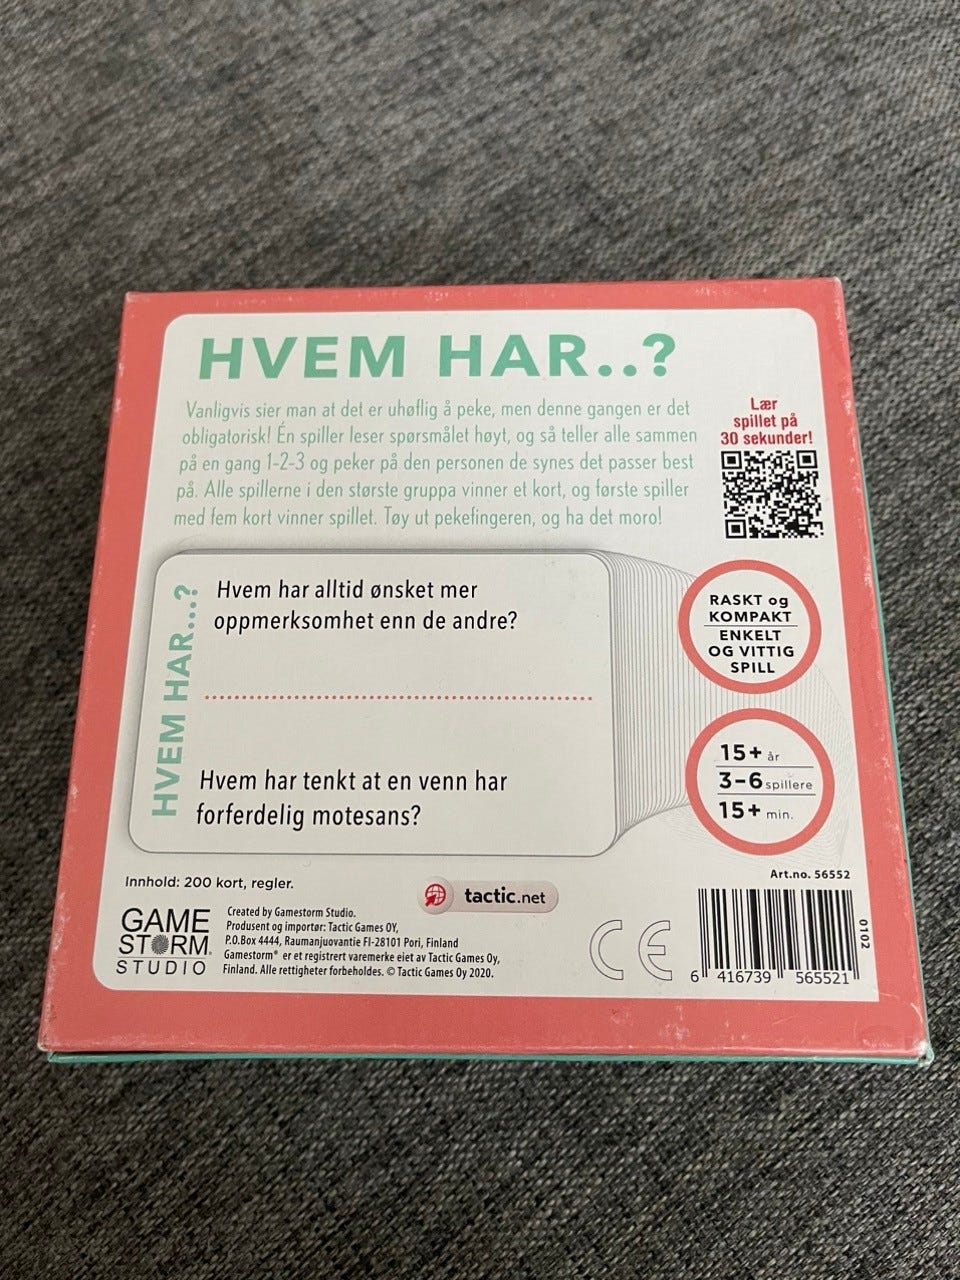 HVEM HAR..?
Vanligvis sier man at det er uhøflig å peke, men denne gangen er det
obligatorisk! Én spiller leser spørsmålet høyt, og så teller alle sammen
på en gang 1-2-3 og peker på den personen de synes det passer best
på. Alle spillerne i den største gruppa vinner et kort, og første spiller
med fem kort vinner spillet. Tøy ut pekefingeren, og ha det moro!
Lær
spillet på
30 sekunder!
HVEM HAR...?
Hvem har alltid ønsket mer
oppmerksomhet enn de andre?
Hvem har tenkt at en venn har
forferdelig motesans?
RASKT og
KOMPAKT
ENKELT
OG VITTIG
SPILL
15+ år
3-6 spillere
15+ min.
Innhold: 200 kort, regler.
tactic.net
Art.no. 56552
GAME
STORM
STUDIO
Created by Gamestorm Studio.
Produsent og importør: Tactic Games OY,
P.O.Box 4444, Raumanjuovantie FI-28101 Pori, Finland
Gamestorm® er et registrert varemerke eiet av Tactic Games Oy,
Finland. Alle rettigheter forbeholdes. © Tactic Games Oy 2020.
CE
0102
6 416739 565521